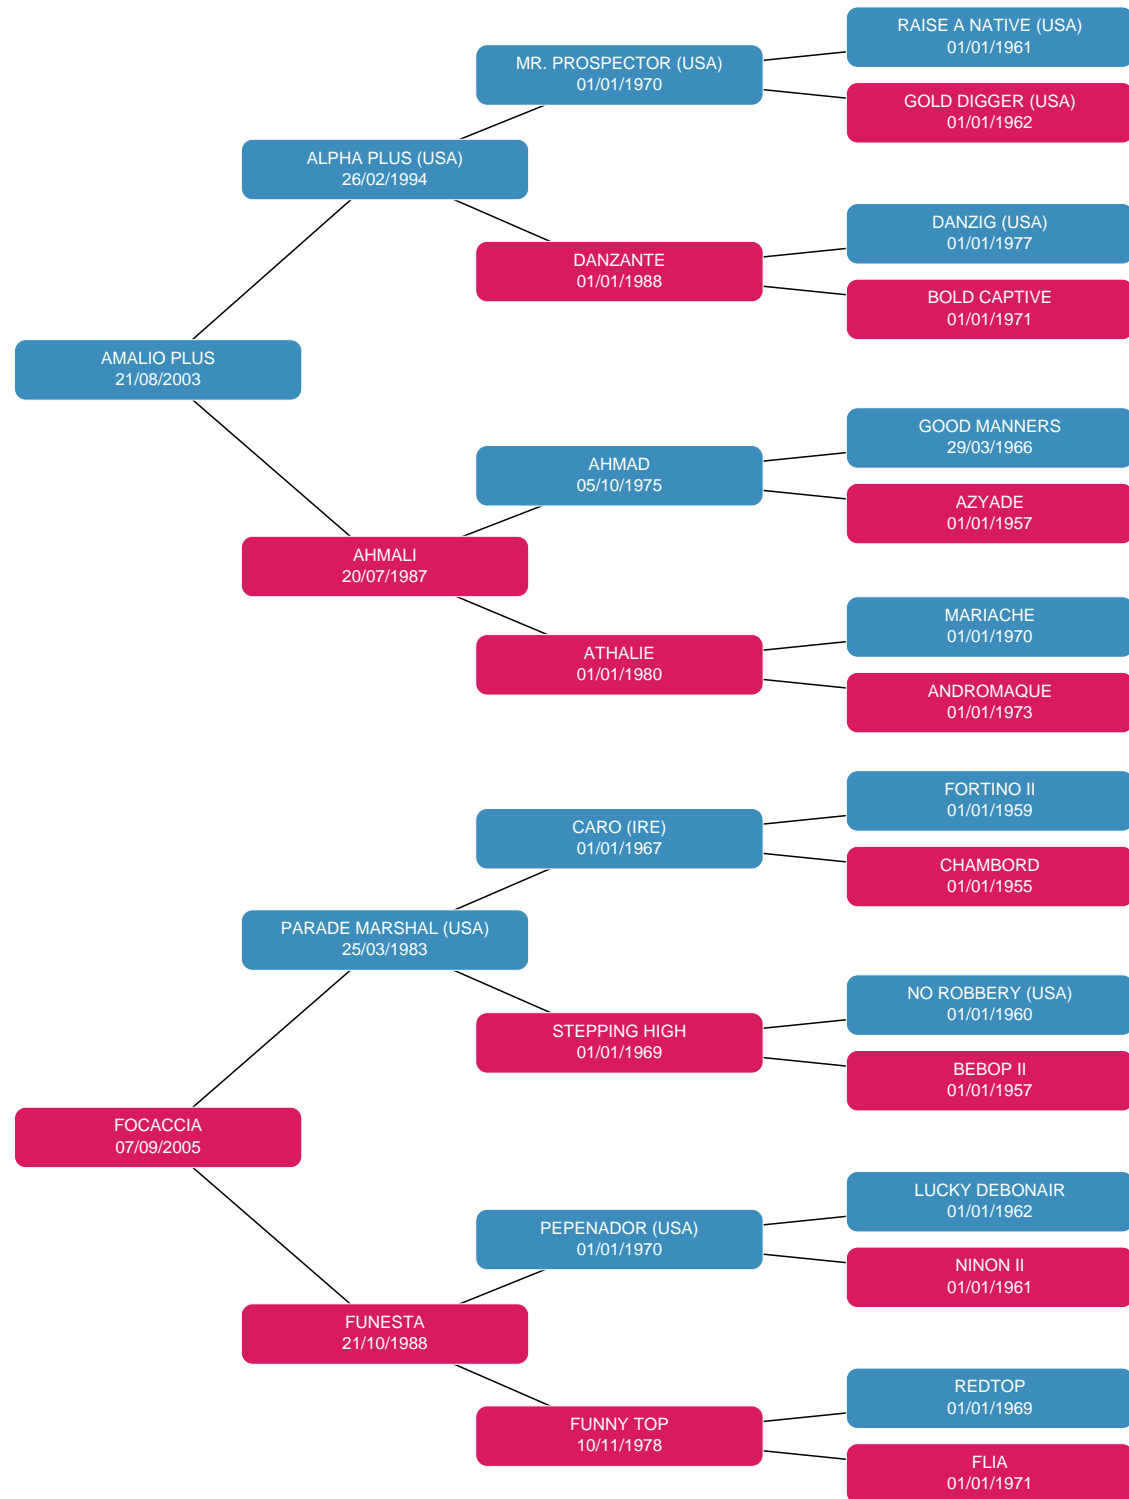 RAISE A NATIVE (USA)
01/01/1961
MR. PROSPECTOR (USA)
01/01/1970
GOLD DIGGER (USA)
01/01/1962
ALPHA PLUS (USA)
26/02/1994
DANZIG (USA)
01/01/1977
DANZANTE
01/01/1988
BOLD CAPTIVE
01/01/1971
AMALIO PLUS
21/08/2003
GOOD MANNERS
29/03/1966
AHMAD
05/10/1975
AZYADE
01/01/1957
AHMALI
20/07/1987
MARIACHE
01/01/1970
ATHALIE
01/01/1980
ANDROMAQUE
01/01/1973
FORTINO II
01/01/1959
CARO (IRE)
01/01/1967
CHAMBORD
01/01/1955
PARADE MARSHAL (USA)
25/03/1983
NO ROBBERY (USA)
01/01/1960
STEPPING HIGH
01/01/1969
BEBOP II
01/01/1957
FOCACCIA
07/09/2005
LUCKY DEBONAIR
01/01/1962
PEPENADOR (USA)
01/01/1970
NINON II
01/01/1961
FUNESTA
21/10/1988
REDTOP
01/01/1969
FUNNY TOP
10/11/1978
FLIA
01/01/1971